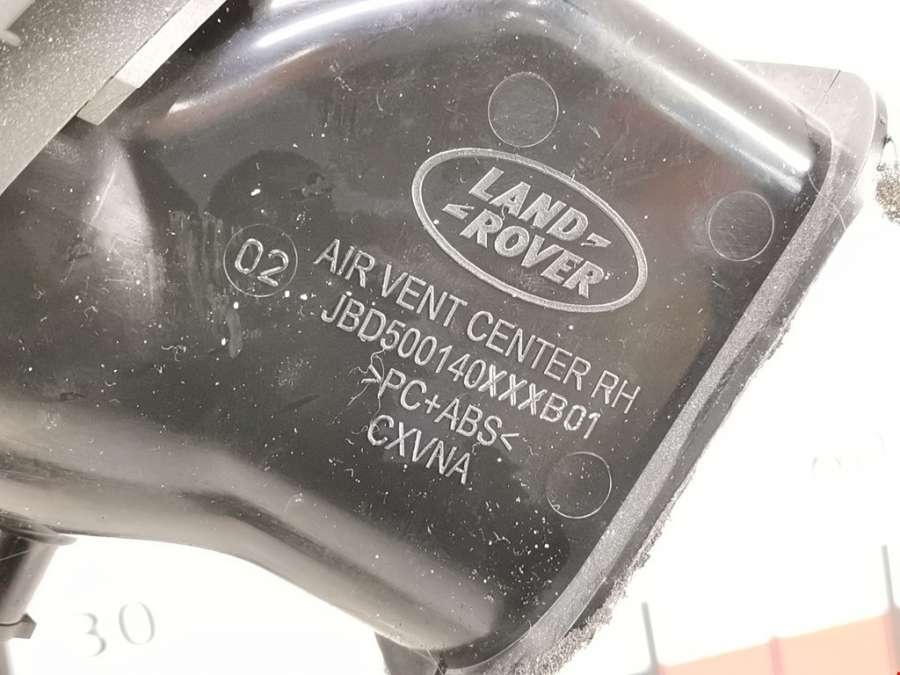 LAND
ROVER
02
AIR VENT CENTER RH
JBD500140XXXB01
>PC+ABS<
CXVNA
30